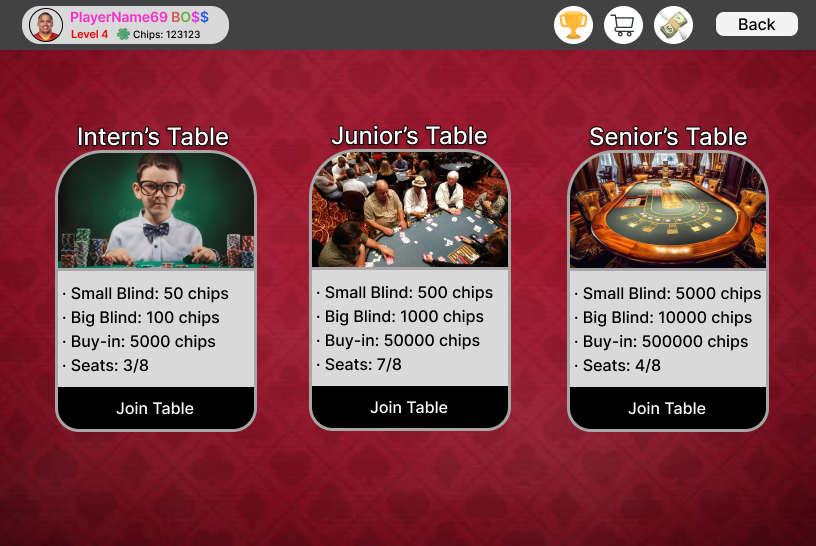 PlayerName69 BO$$
Level 4 Chips: 123123
Back
Intern's Table
· Small Blind: 50 chips
· Big Blind: 100 chips
· Buy-in: 5000 chips
· Seats: 3/8
Join Table
Junior's Table
· Small Blind: 500 chips
· Big Blind: 1000 chips
· Buy-in: 50000 chips
· Seats: 7/8
Join Table
Senior's Table
· Small Blind: 5000 chips
· Big Blind: 10000 chips
· Buy-in: 500000 chips
· Seats: 4/8
Join Table